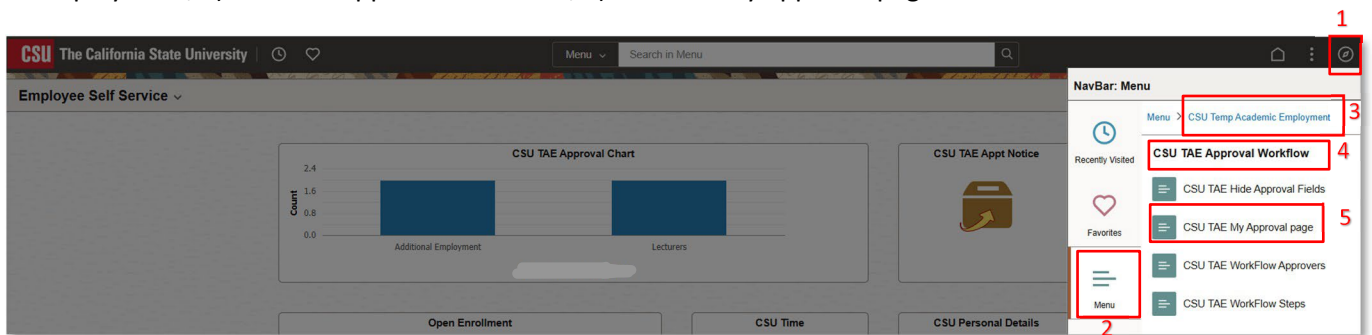 1
CSU The California State University
Menu
Search in Menu
Employee Self Service
NavBar: Menu
Menu > CSU Temp Academic Employment
3
Recently Visited
CSU TAE Approval Workflow
4
CSU TAE Hide Approval Fields
CSU TAE My Approval page
5
Favorites
CSU TAE WorkFlow Approvers
Menu
CSU TAE WorkFlow Steps
2
CSU TAE Approval Chart
Count
2.4
1.6
0.8
0.0
Additional Employment
Lecturers
CSU TAE Appt Notice
Open Enrollment
CSU Time
CSU Personal Details